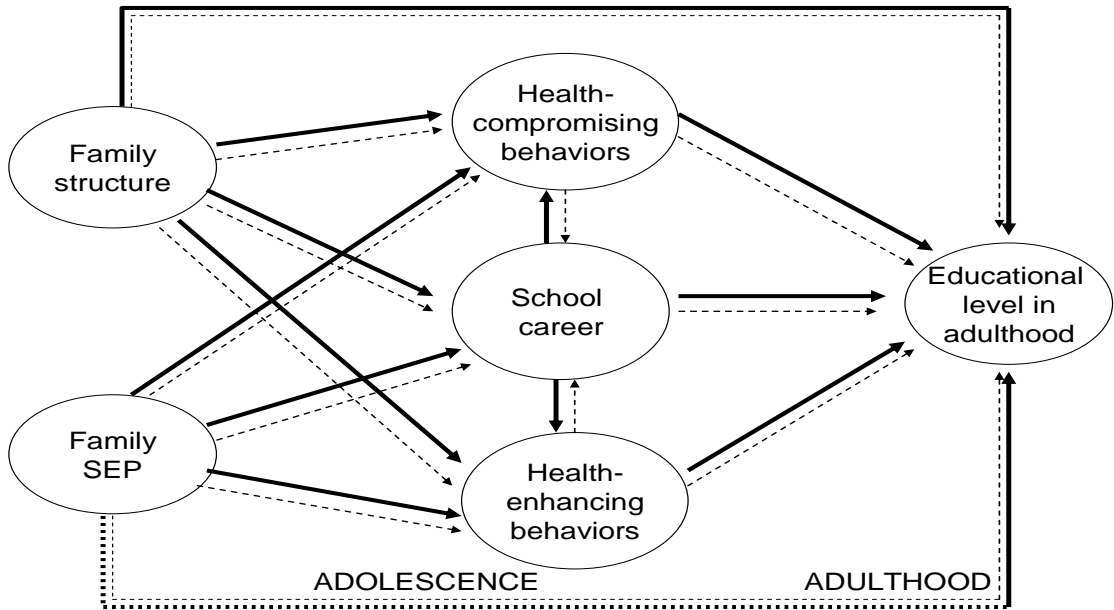 Health-
compromising
behaviors
Family
structure
School
career
Educational
level in
adulthood
Family
SEP
Health-
enhancing
behaviors
ADOLESCENCE
ADULTHOOD